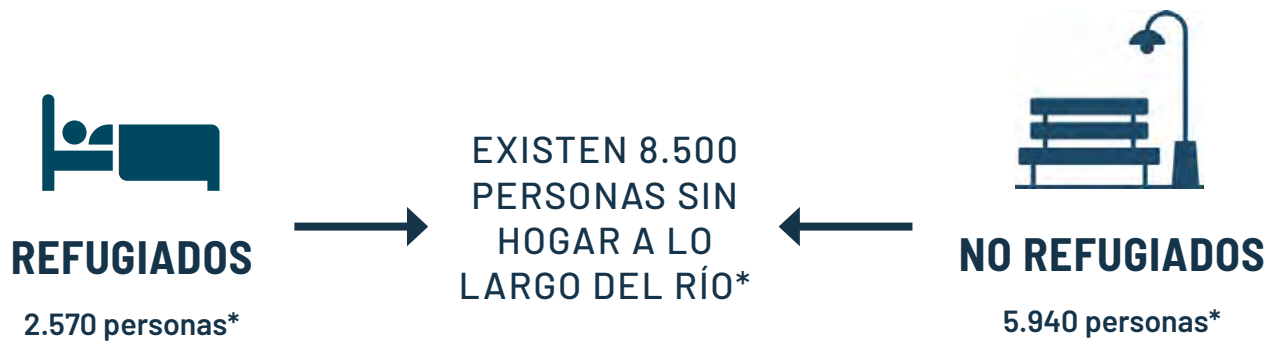 REFUGIADOS
2.570 personas*
EXISTEN 8.500
PERSONAS SIN
HOGAR A LO
LARGO DEL RÍO*
NO REFUGIADOS
5.940 personas*